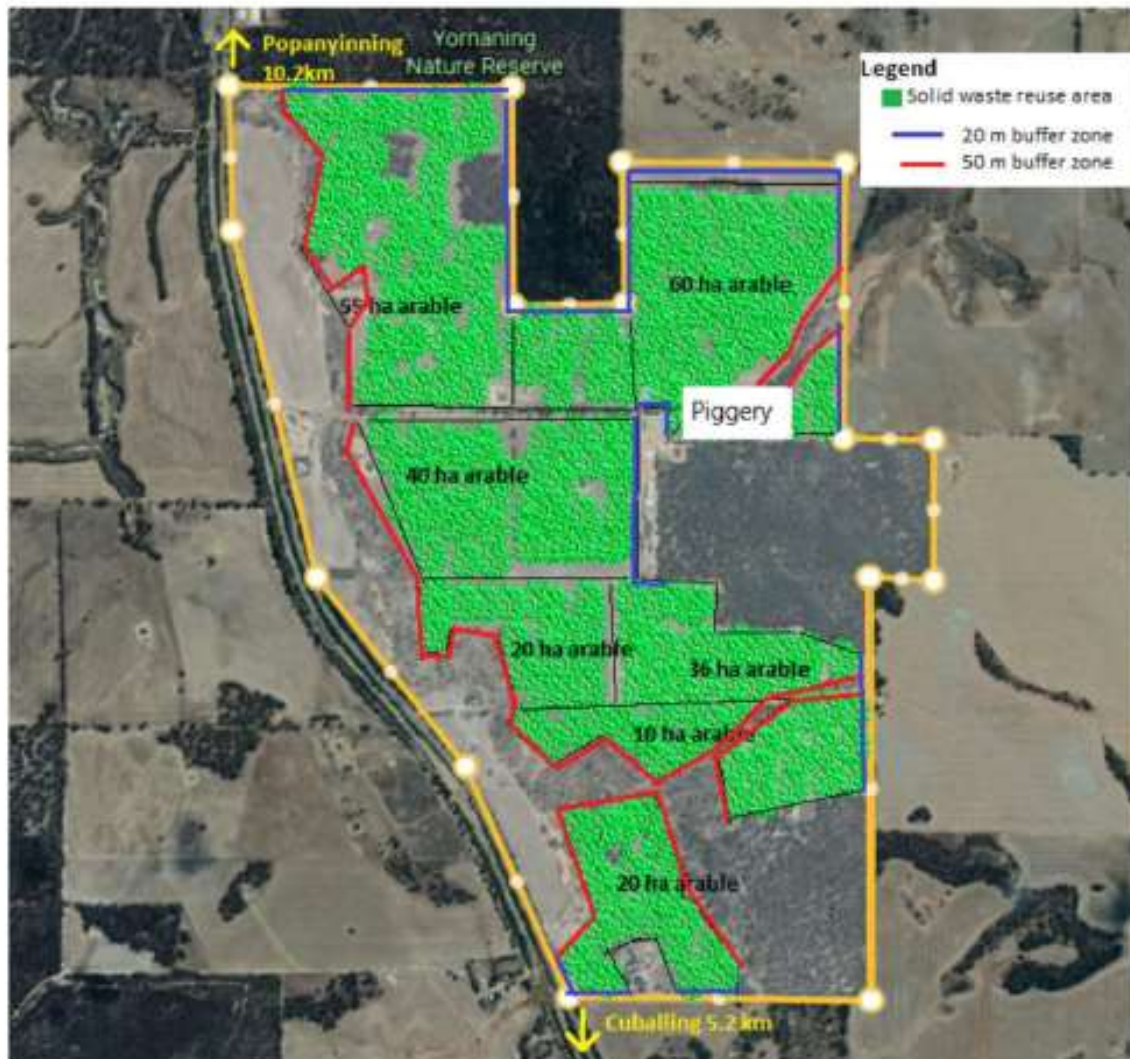 Popanyinning
10.2km
Yornaning
Nature Reserve
Legend
Solid waste reuse area
20 m buffer zone
50 m buffer zone
60 ha arable
55 ha arable
Piggery
40 ha arable
20 ha arable
36 ha arable
10 ha arable
20 ha arable
Cuballing 5.2 km